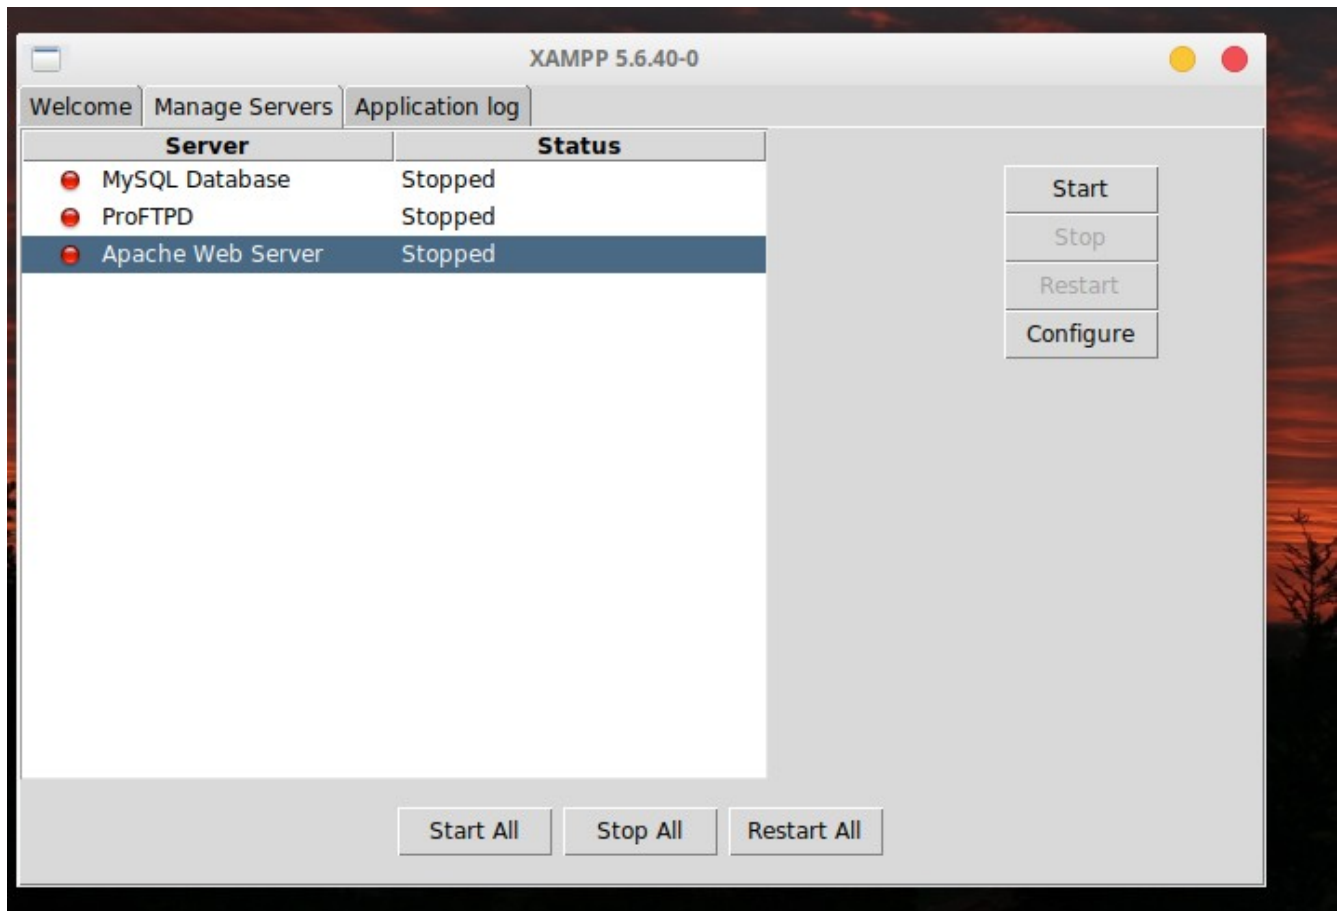 XAMPP 5.6.40-0
Welcome Manage Servers Application log
Server Status
MySQL Database Stopped
ProFTPD Stopped
Apache Web Server Stopped
Start
Stop
Restart
Configure
Start All Stop All Restart All